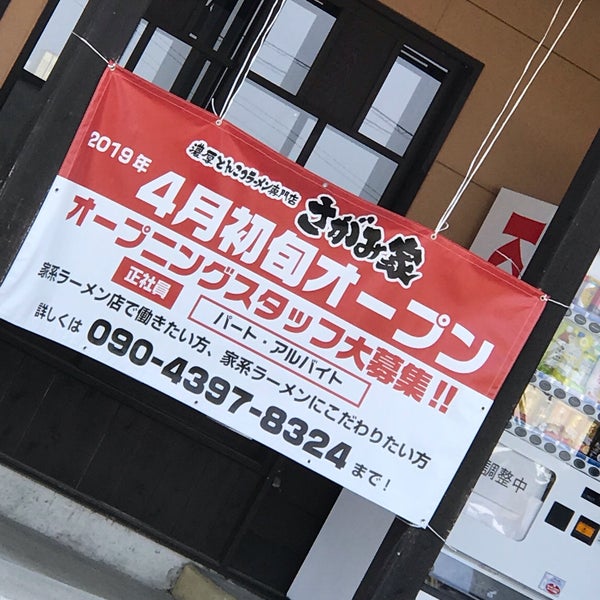 濃厚とんこつラーメン専門店
さがみ家
2019年
4月初旬オープン
オープニングスタッフ大募集!!
正社員
パート・アルバイト
家系ラーメン店で働きたい方、家系ラーメンにこだわりたい方
詳しくは 090-4397-8324 まで!
調整中